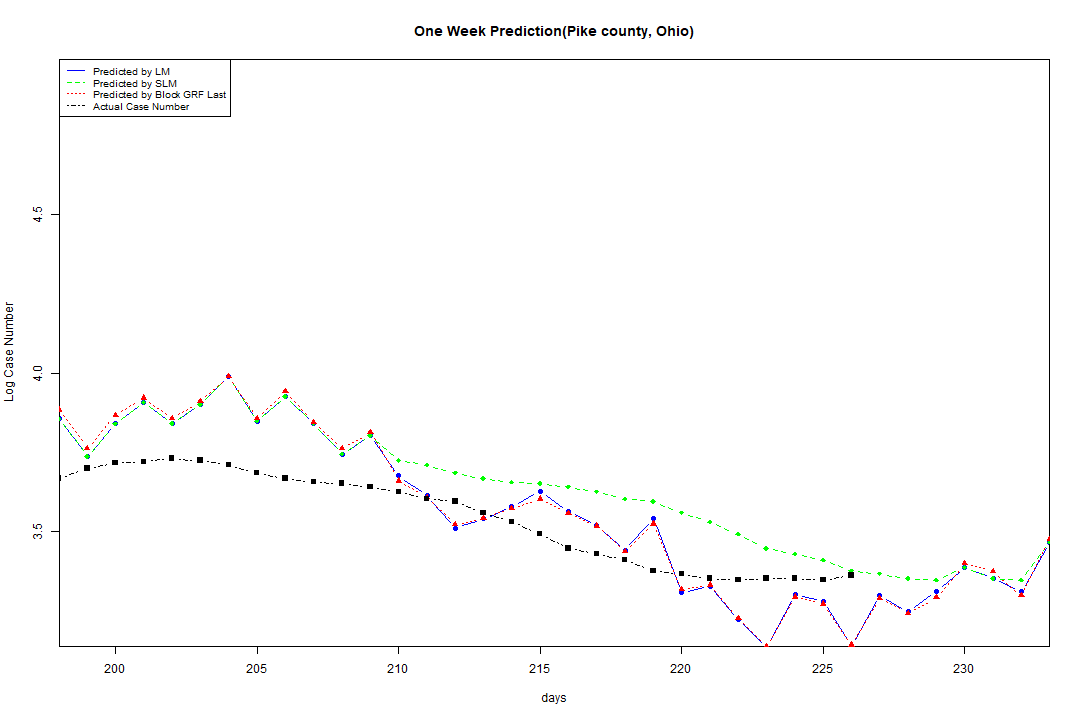 One Week Prediction(Pike county, Ohio)
Predicted by LM
Predicted by SLM
Predicted by Block GRF Last
Actual Case Number
4.5
4.0
3.5
Log Case Number
200 205 210 215 220 225 230
days